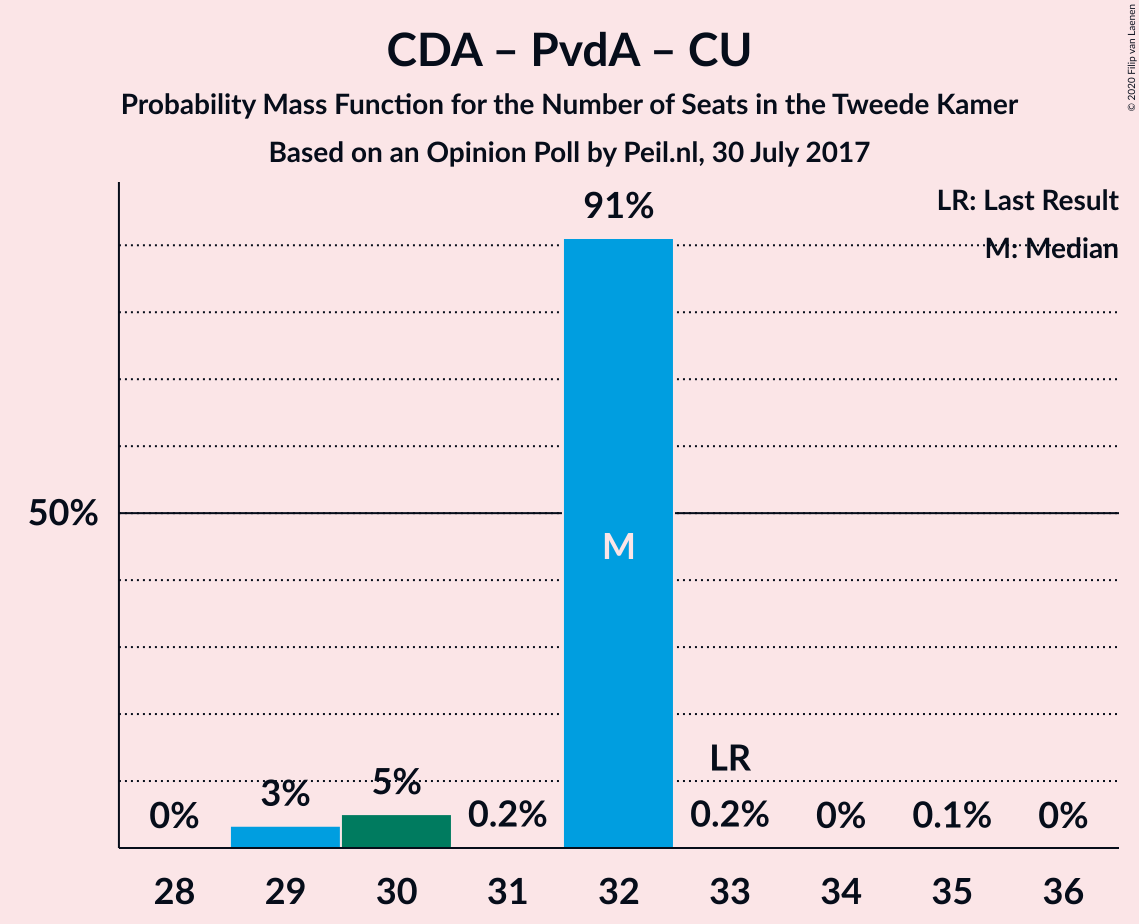 CDA – PvdA – CU
Probability Mass Function for the Number of Seats in the Tweede Kamer
Based on an Opinion Poll by Peil.nl, 30 July 2017
© 2020 Filip van Laenen
LR: Last Result
M: Median
91%
50%
M
LR
0% 3% 5% 0.2% 0.2% 0% 0.1% 0%
28 29 30 31 32 33 34 35 36